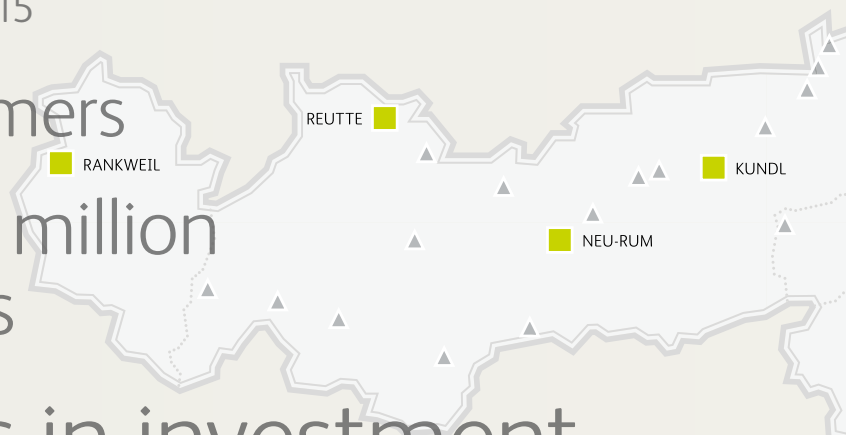 15
mers
REUTTE
RANKWEIL
KUNDL
million
NEU-RUM
s
s in investment